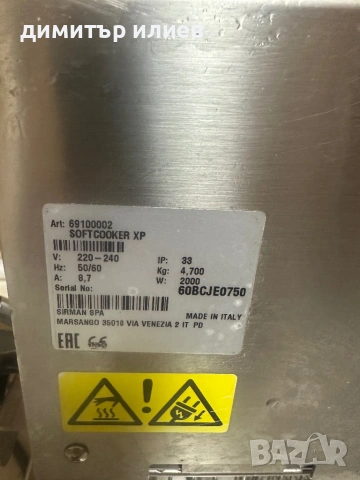 димитър илиев
Art: 69100002
SOFTCOOKER XP
V: 220-240 IP: 33
Hz: 50/60 Kg: 4,700
A: 8,7 W: 2000
Serial No: 60BCJE0750
SIRMAN SPA MADE IN ITALY
MARSANGO 35010 VIA VENEZIA 2 IT PD
EAC
BAZAR